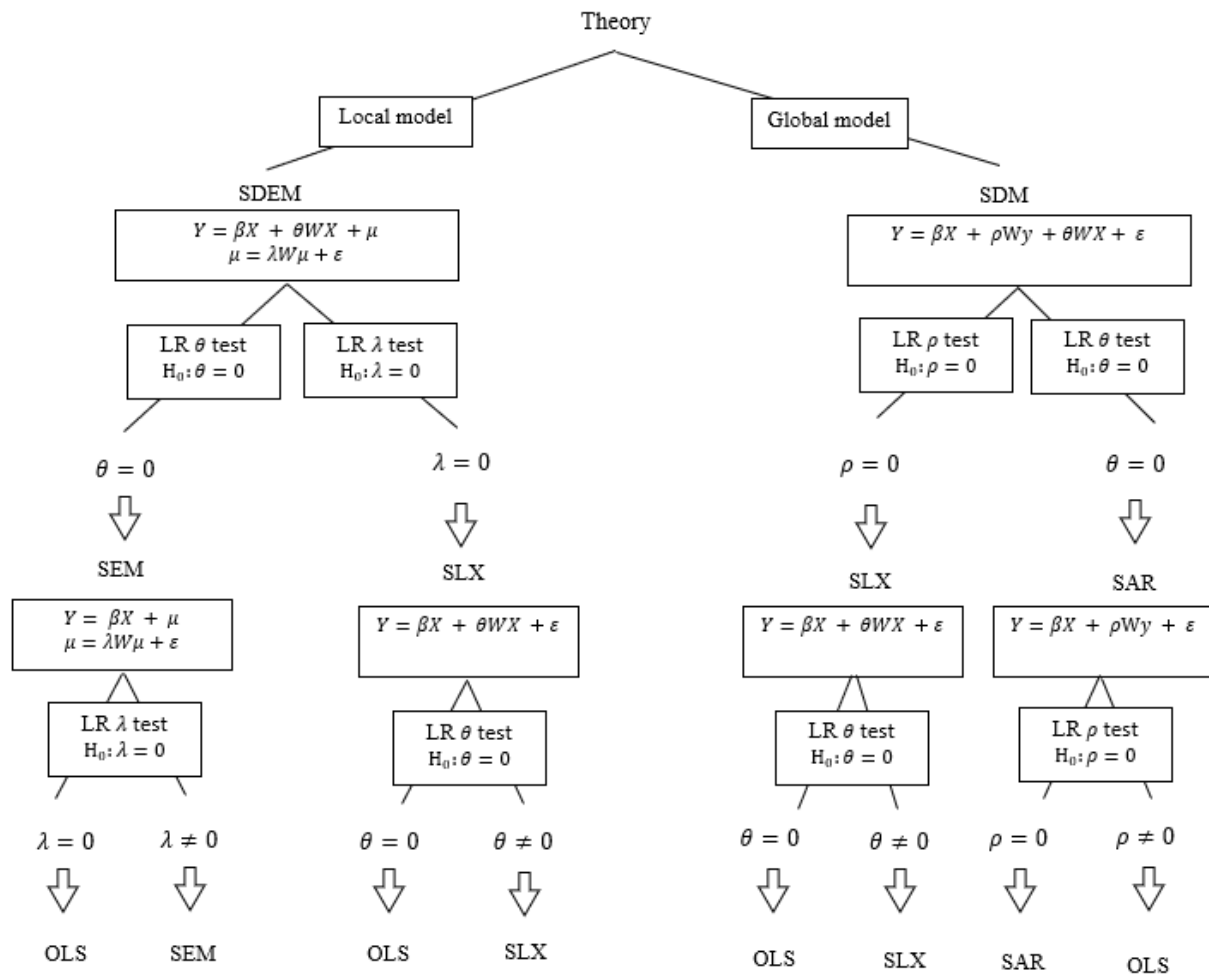 Theory
Local model
Global model
SDEM
SDM
Y = βX + θWX + μ
μ = λWμ + ε
Y = βX + ρWy + θWX + ε
LR θ test
H₀: θ = 0
LR λ test
H₀: λ = 0
LR ρ test
H₀: ρ = 0
LR θ test
H₀: θ = 0
θ = 0
λ = 0
ρ = 0
θ = 0
SEM
SLX
SLX
SAR
Y = βX + μ
μ = λWμ + ε
Y = βX + θWX + ε
Y = βX + θWX + ε
Y = βX + ρWy + ε
LR λ test
H₀: λ = 0
LR θ test
H₀: θ = 0
LR θ test
H₀: θ = 0
LR ρ test
H₀: ρ = 0
λ = 0
λ ≠ 0
θ = 0
θ ≠ 0
θ = 0
θ ≠ 0
ρ = 0
ρ ≠ 0
OLS
SEM
OLS
SLX
OLS
SLX
SAR
OLS